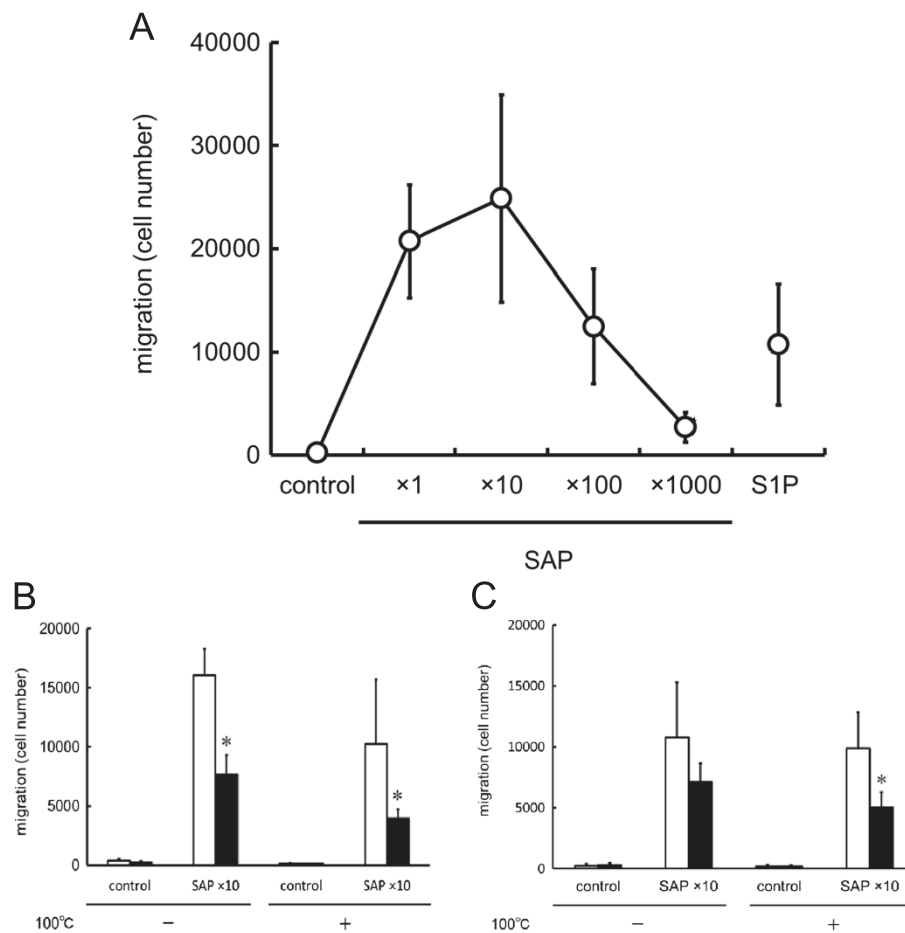 A
migration (cell number)
40000
30000
20000
10000
0
control ×1 ×10 ×100 ×1000 S1P
SAP
B
migration (cell number)
20000
15000
10000
5000
0
*
*
control SAP ×10 control SAP ×10
100°C − +
C
migration (cell number)
20000
15000
10000
5000
0
*
control SAP ×10 control SAP ×10
100°C − +